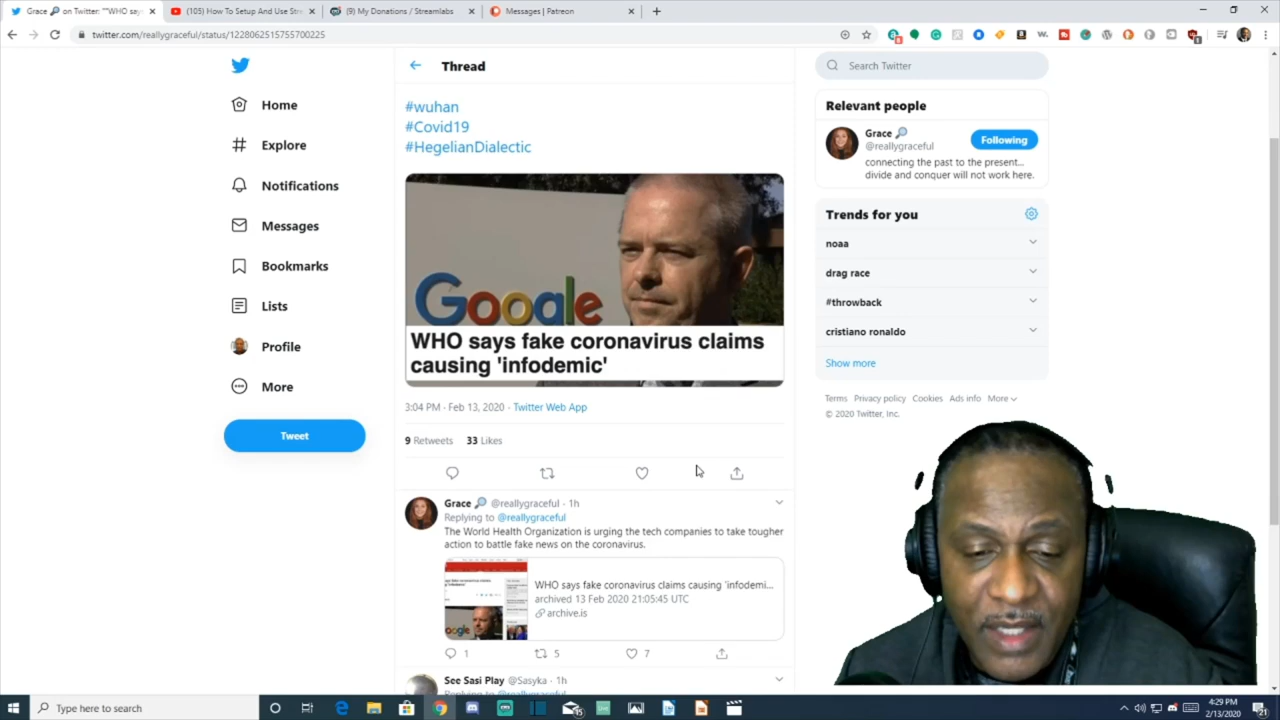 Grace 🔎 on Twitter: ""WHO say
(105) How To Setup And Use Stre
(9) My Donations / Streamlabs
Messages | Patreon
twitter.com/reallygraceful/status/1228062515755700225
Home
Explore
Notifications
Messages
Bookmarks
Lists
Profile
More
Tweet
Thread
#wuhan
#Covid19
#HegelianDialectic
Google
WHO says fake coronavirus claims
causing 'infodemic'
3:04 PM · Feb 13, 2020 · Twitter Web App
9 Retweets 33 Likes
Grace 🔎 @reallygraceful · 1h
Replying to @reallygraceful
The World Health Organization is urging the tech companies to take tougher
action to battle fake news on the coronavirus.
WHO says fake coronavirus claims causing 'infodemi...
archived 13 Feb 2020 21:05:45 UTC
archive.is
1 5 7
See Sasi Play @Sasyka · 1h
Replying to @reallygraceful
Search Twitter
Relevant people
Grace 🔎
@reallygraceful
Following
connecting the past to the present...
divide and conquer will not work here.
Trends for you
noaa
drag race
#throwback
cristiano ronaldo
Show more
Terms Privacy policy Cookies Ads info More
© 2020 Twitter, Inc.
Type here to search
4:29 PM
2/13/2020